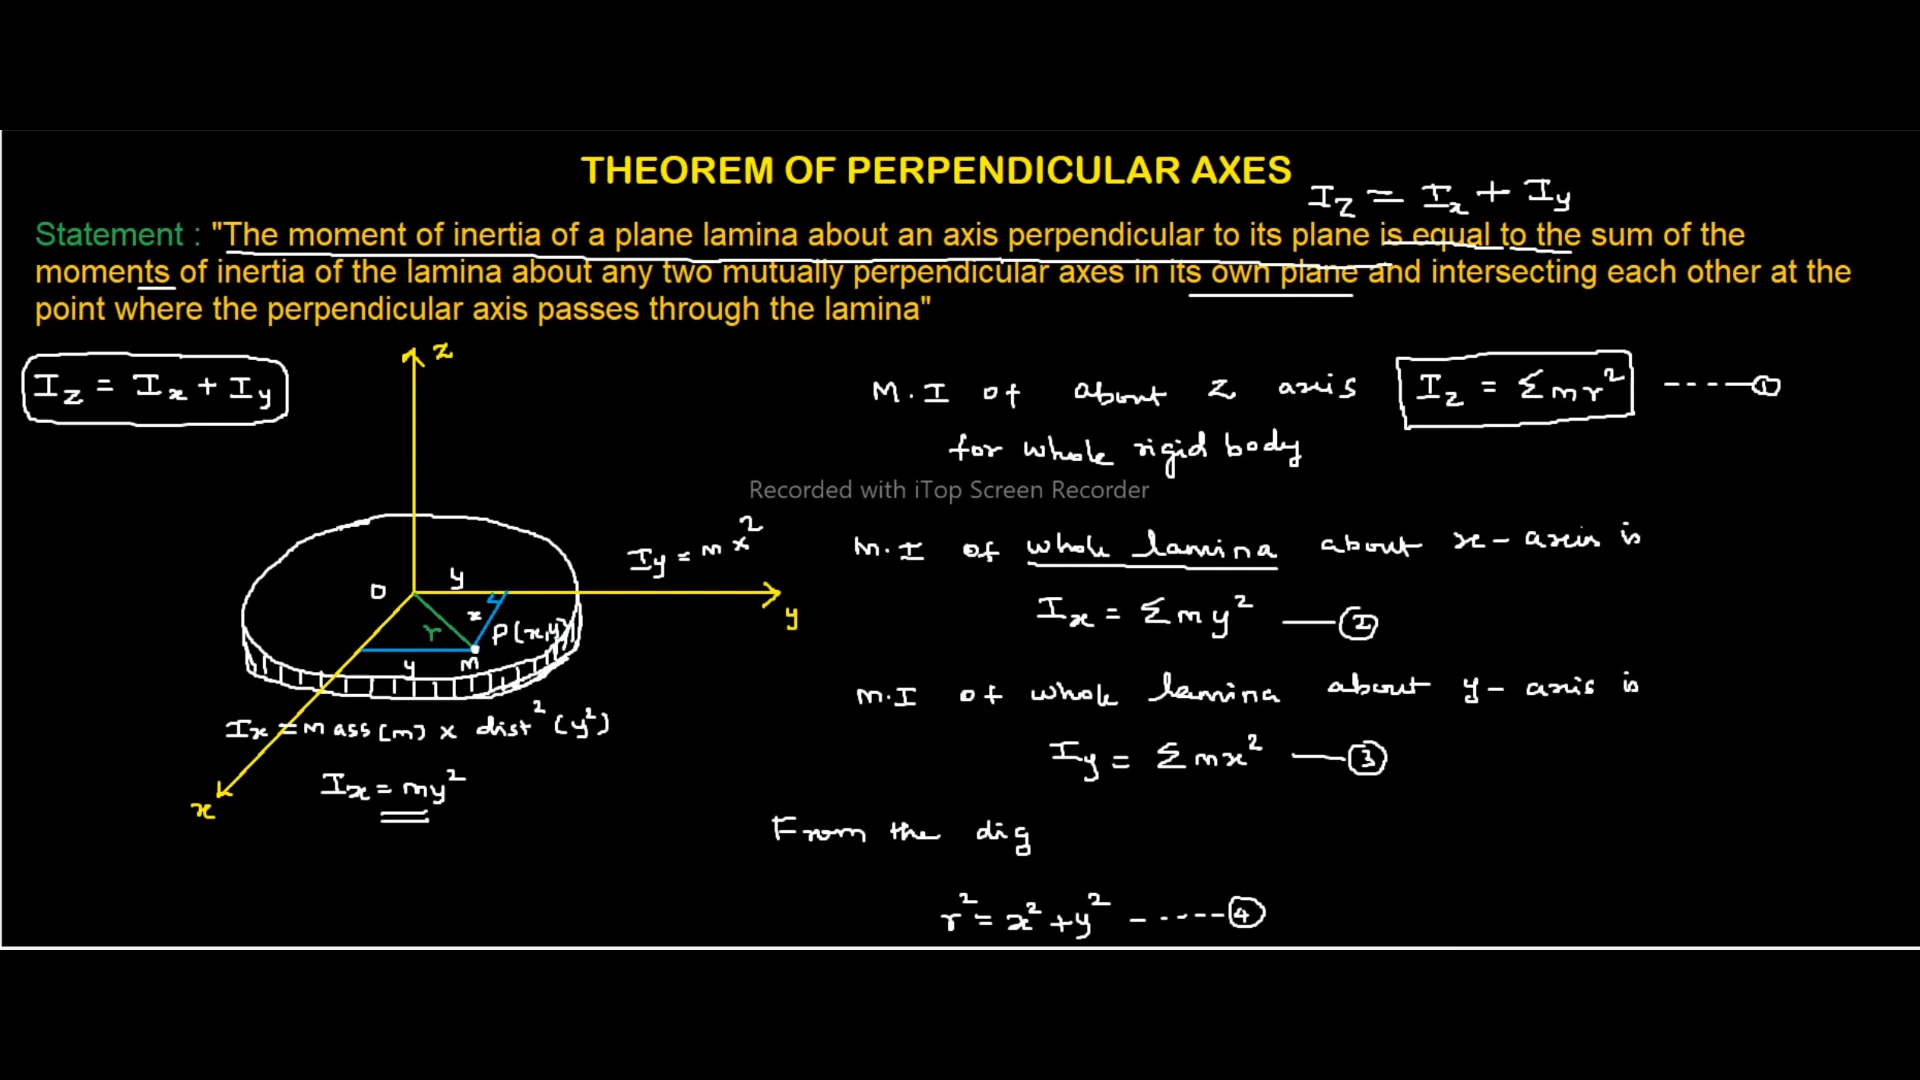 THEOREM OF PERPENDICULAR AXES
Iz = Ix + Iy
Statement : "The moment of inertia of a plane lamina about an axis perpendicular to its plane is equal to the sum of the
moments of inertia of the lamina about any two mutually perpendicular axes in its own plane and intersecting each other at the
point where the perpendicular axis passes through the lamina"
Iz = Ix + Iy
z
O
y
x
r
P(x,y)
y
M
y
x
Iy = mx²
Ix = mass(m) x dist² (y²)
Ix = my²
M.I of about z axis Iz = Σmr² ----- ①
for whole rigid body
Recorded with iTop Screen Recorder
M.I of whole lamina about x-axis is
Ix = Σmy² — ②
M.I of whole lamina about y-axis is
Iy = Σmx² — ③
From the dig
r² = x² + y² ------ ④